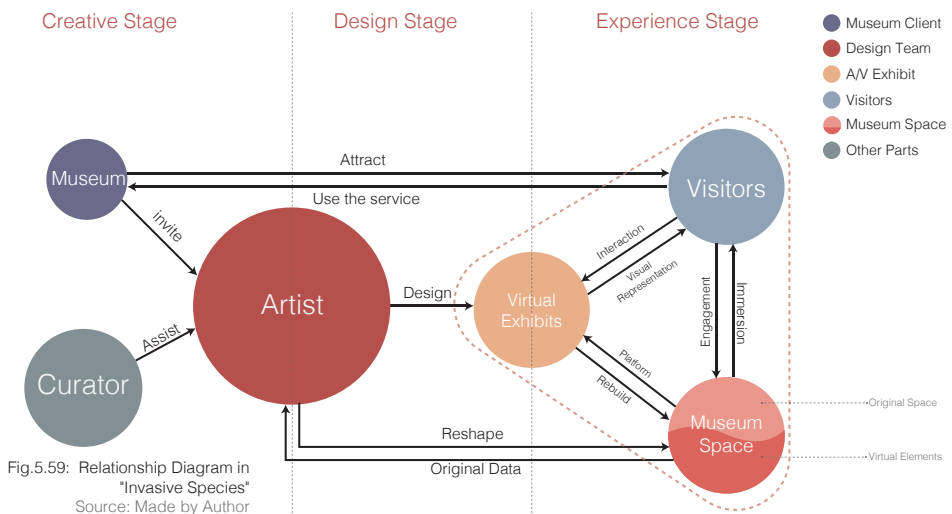 Creative Stage
Design Stage
Experience Stage
Museum Client
Design Team
A/V Exhibit
Visitors
Museum Space
Other Parts
Museum
Attract
Use the service
Visitors
invite
Artist
Design
Virtual
Exhibits
Interaction
Visual
Representation
Engagement
Immersion
Curator
Assist
Platform
Rebuild
Museum
Space
Original Space
Virtual Elements
Reshape
Original Data
Fig.5.59: Relationship Diagram in
"Invasive Species"
Source: Made by Author